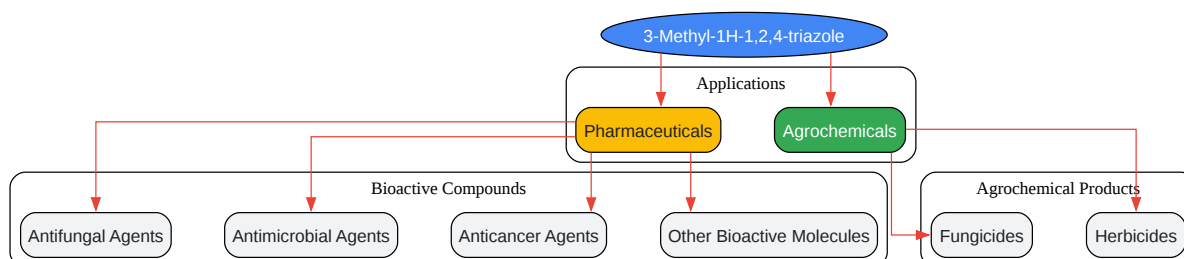 3-Methyl-1H-1,2,4-triazole
Applications
Pharmaceuticals
Agrochemicals
Bioactive Compounds
Agrochemical Products
Antifungal Agents
Antimicrobial Agents
Anticancer Agents
Other Bioactive Molecules
Fungicides
Herbicides